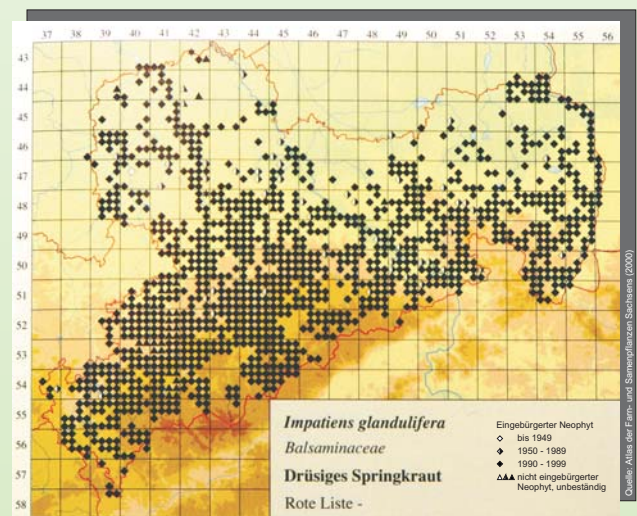 37 38 39 40 41 42 43 44 45 46 47 48 49 50 51 52 53 54 55 56
43
44
45
46
47
48
49
50
51
52
53
54
55
56
57
58
Impatiens glandulifera
Balsaminaceae
Drüsiges Springkraut
Rote Liste -
Eingebürgerter Neophyt
bis 1949
1950 - 1989
1990 - 1999
nicht eingebürgerter
Neophyt, unbeständig
Quelle: Atlas der Farn- und Samenpflanzen Sachsens (2000)